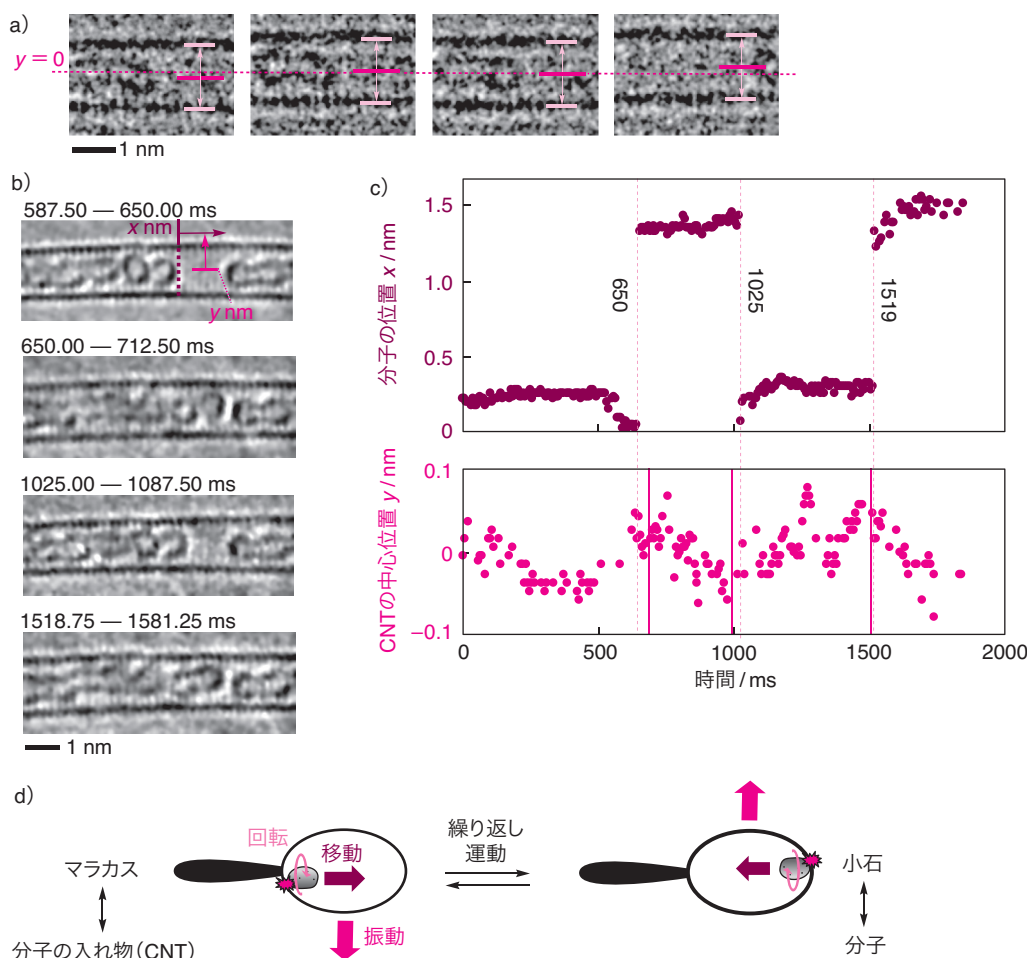 a)
y = 0
1 nm
b)
587.50 — 650.00 ms
x nm
y nm
650.00 — 712.50 ms
1025.00 — 1087.50 ms
1518.75 — 1581.25 ms
1 nm
c)
分子の位置 x / nm
1.5
1.0
0.5
0
650
1025
1519
CNTの中心位置 y / nm
0.1
0
−0.1
0
500
1000
1500
2000
時間 / ms
d)
マラカス
分子の入れ物(CNT)
回転
移動
振動
繰り返し
運動
小石
分子